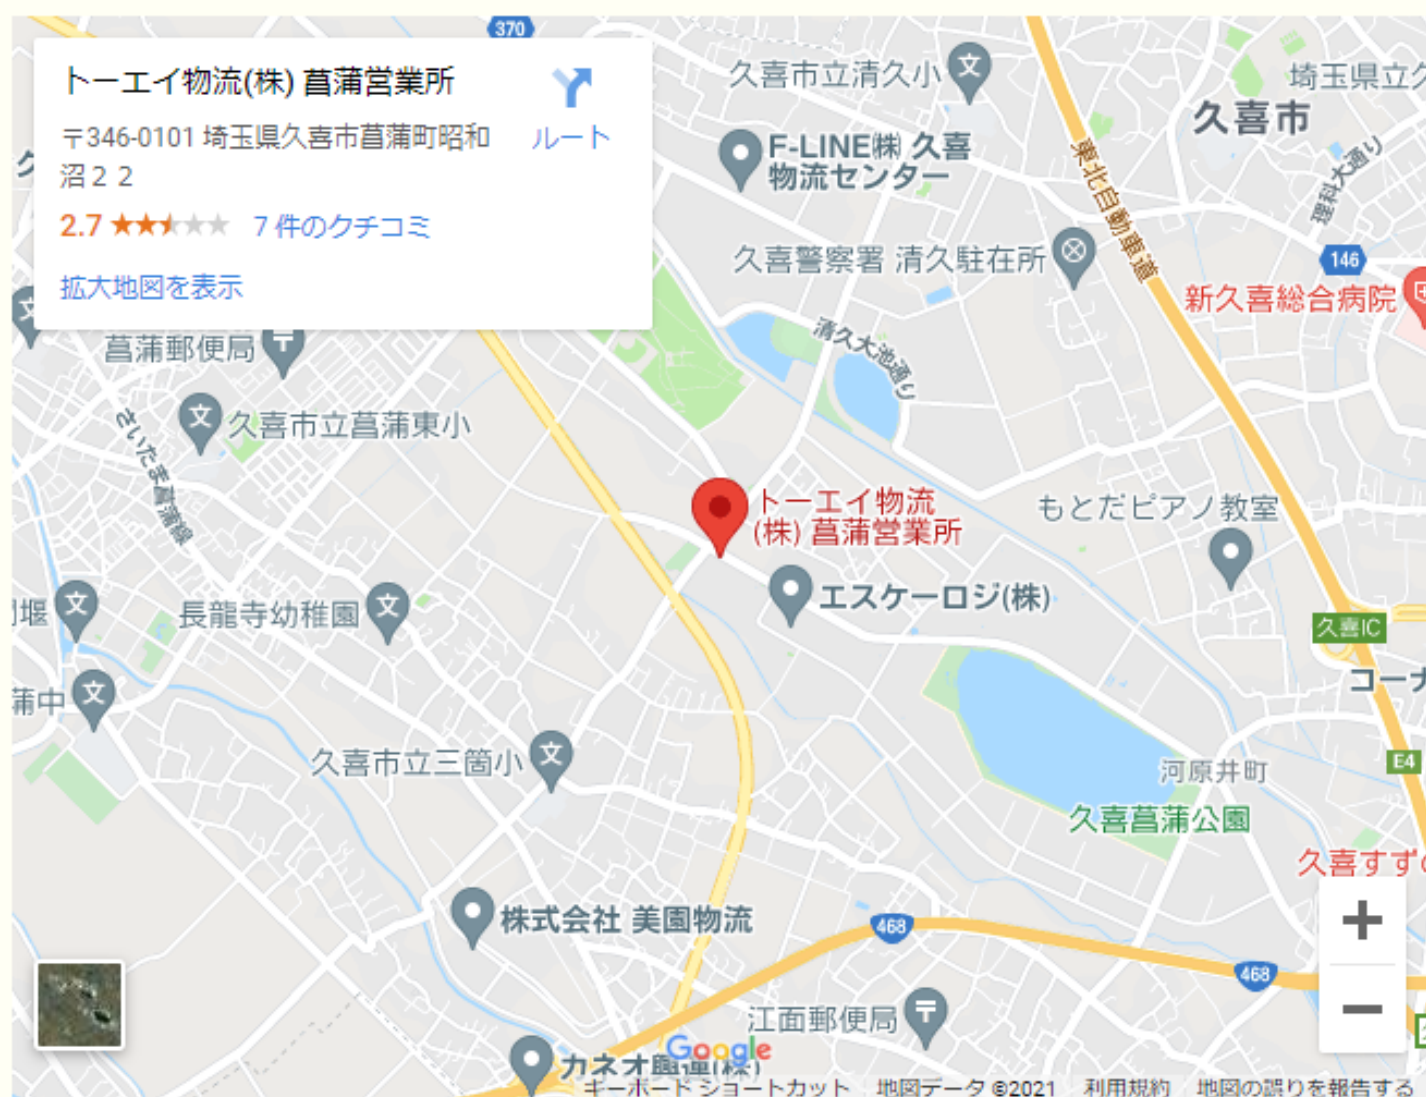 370
トーエイ物流(株) 菖蒲営業所
〒346-0101 埼玉県久喜市菖蒲町昭和
沼２２
ルート
2.7
7 件のクチコミ
拡大地図を表示
久喜市立清久小
埼玉県立久
久喜市
F-LINE㈱ 久喜
物流センター
東北自動車道
理科大通り
久喜警察署 清久駐在所
146
新久喜総合病院
菖蒲郵便局
清久大池通り
久喜市立菖蒲東小
さいたま菖蒲線
トーエイ物流
(株) 菖蒲営業所
もとだピアノ教室
エスケーロジ(株)
堰
長龍寺幼稚園
久喜IC
コーナ
蒲中
久喜市立三箇小
E4
河原井町
久喜菖蒲公園
久喜すずの
株式会社 美園物流
468
468
江面郵便局
カネオ興運(株)
Google
キーボード ショートカット
地図データ ©2021
利用規約
地図の誤りを報告する